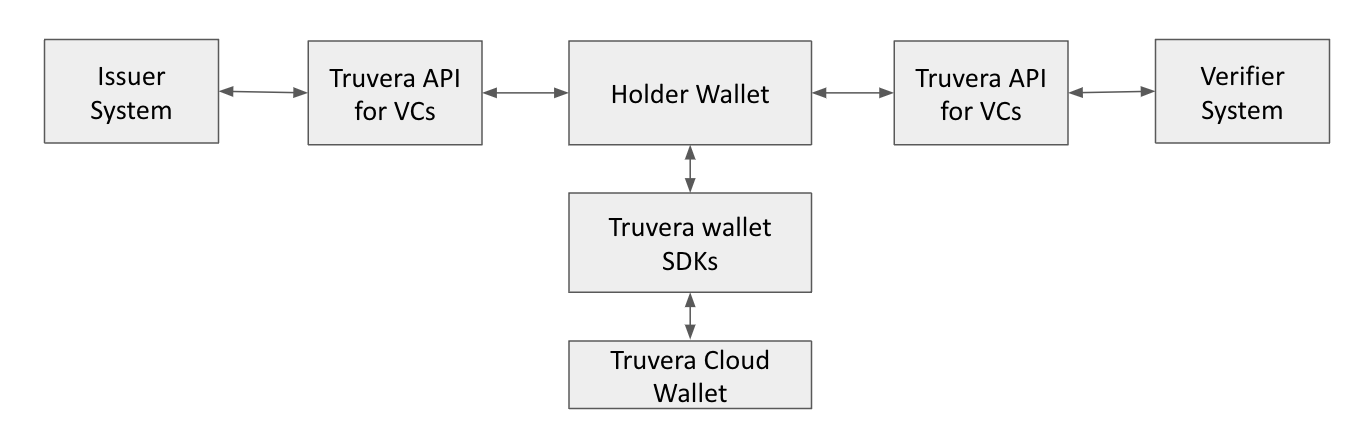 Issuer
System
Truvera API
for VCs
Holder Wallet
Truvera API
for VCs
Verifier
System
Truvera wallet
SDKs
Truvera Cloud
Wallet